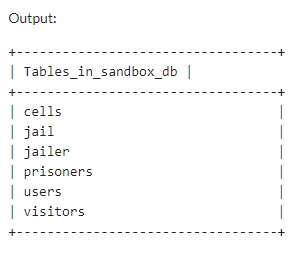 Output:
+---------------------------------+
| Tables_in_sandbox_db |
+---------------------------------+
| cells                           |
| jail                            |
| jailer                          |
| prisoners                       |
| users                           |
| visitors                        |
+---------------------------------+